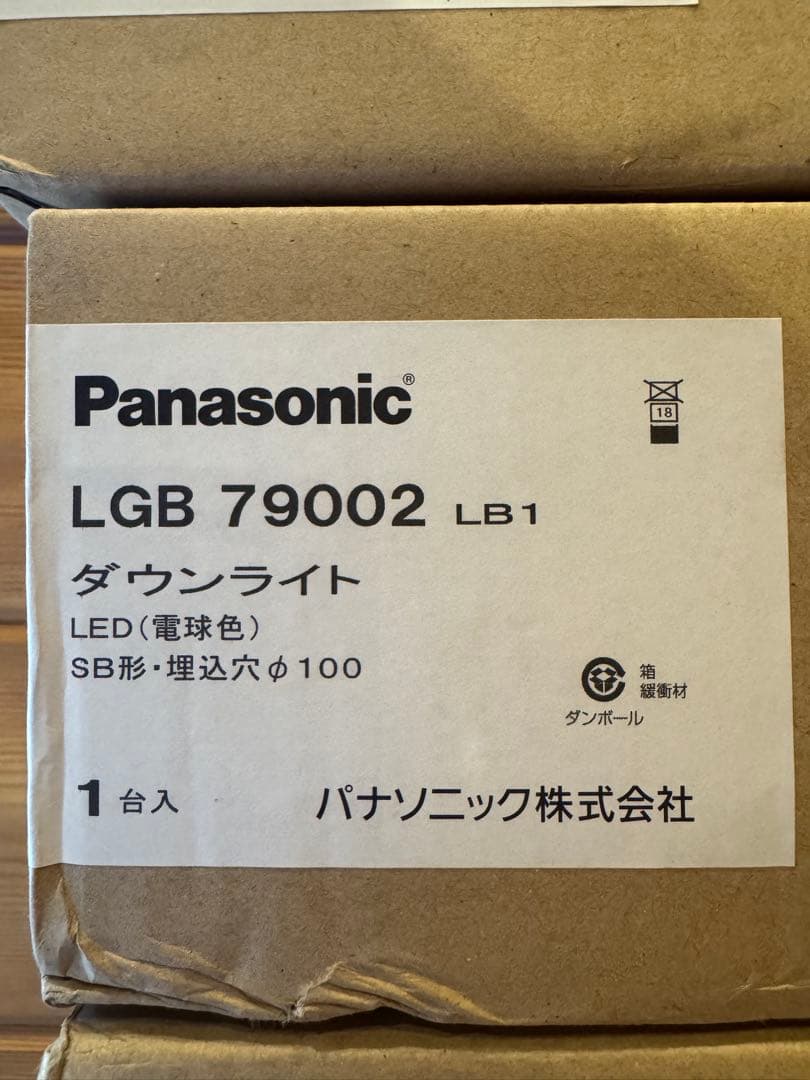 Panasonic®
18
LGB 79002 LB1
ダウンライト
LED(電球色)
SB形・埋込穴φ100
箱
緩衝材
ダンボール
1台入
パナソニック株式会社